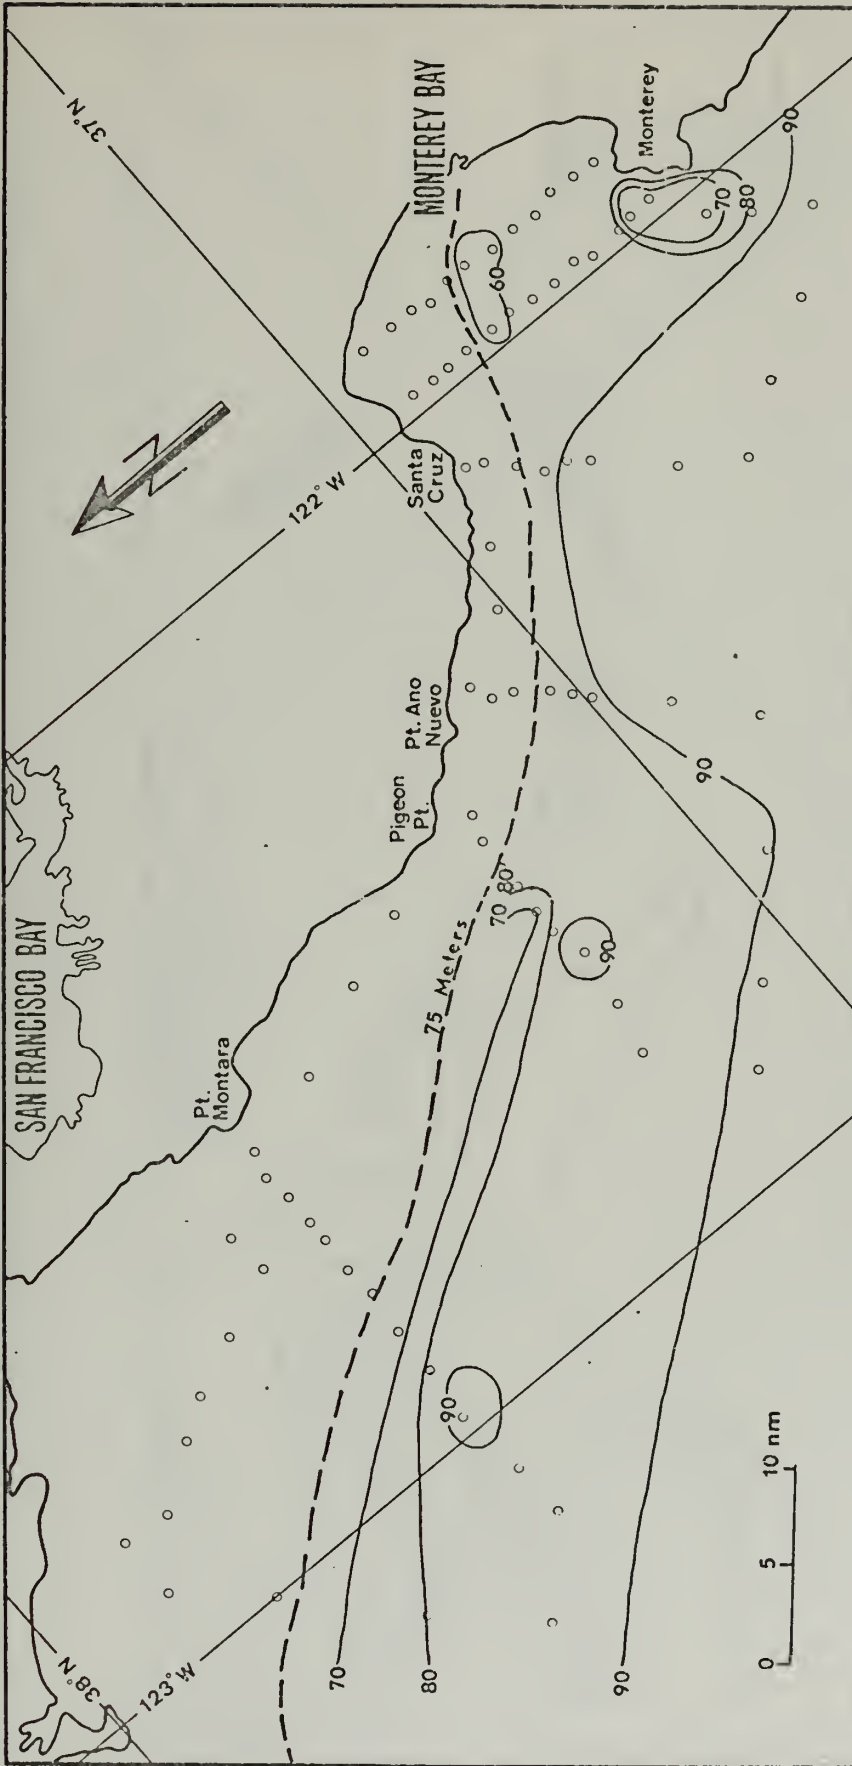 37°N
MONTEREY BAY
Monterey
90
70
80
60
122° W
Santa
Cruz
Pt. Ano
Nuevo
Pigeon
Pt.
90
SAN FRANCISCO BAY
80
70
75 Meters
90
Pt.
Montara
90
38°N
123° W
70
80
90
0
5
10 nm